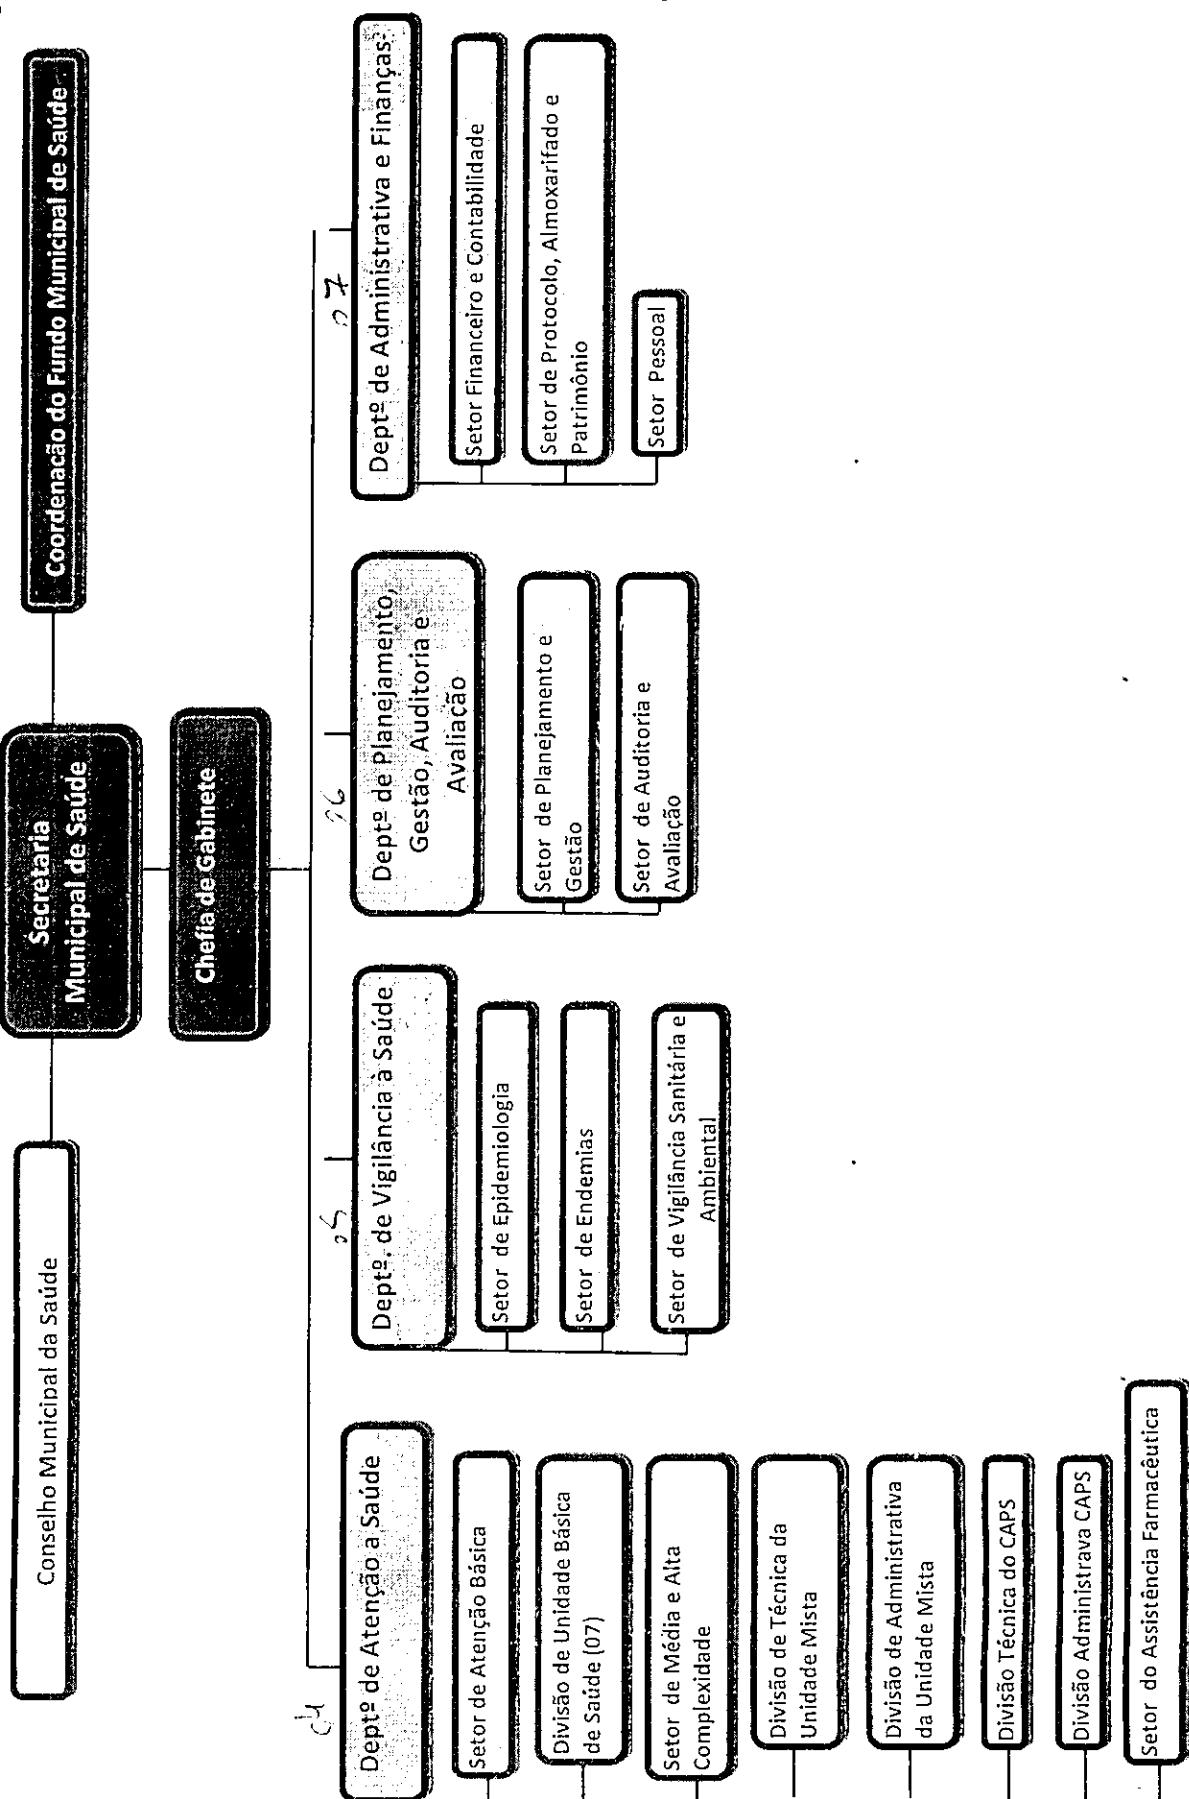 Conselho Municipal da Saúde
Secretaria
Municipal de Saúde
Coordenação do Fundo Municipal de Saúde
Chefia de Gabinete
04
Deptº de Atenção a Saúde
Setor de Atenção Básica
Divisão de Unidade Básica
de Saúde (07)
Setor de Média e Alta
Complexidade
Divisão de Técnica da
Unidade Mista
Divisão de Administrativa
da Unidade Mista
Divisão Técnica do CAPS
Divisão Administrava CAPS
Setor do Assistência Farmacêutica
05
Deptº. de Vigilância à Saúde
Setor de Epidemiologia
Setor de Endemias
Setor de Vigilância Sanitária e
Ambiental
06
Deptº de Planejamento,
Gestão, Auditoria e
Avaliação
Setor de Planejamento e
Gestão
Setor de Auditoria e
Avaliação
07
Deptº de Administrativa e Finanças
Setor Financeiro e Contabilidade
Setor de Protocolo, Almoxarifado e
Patrimônio
Setor Pessoal